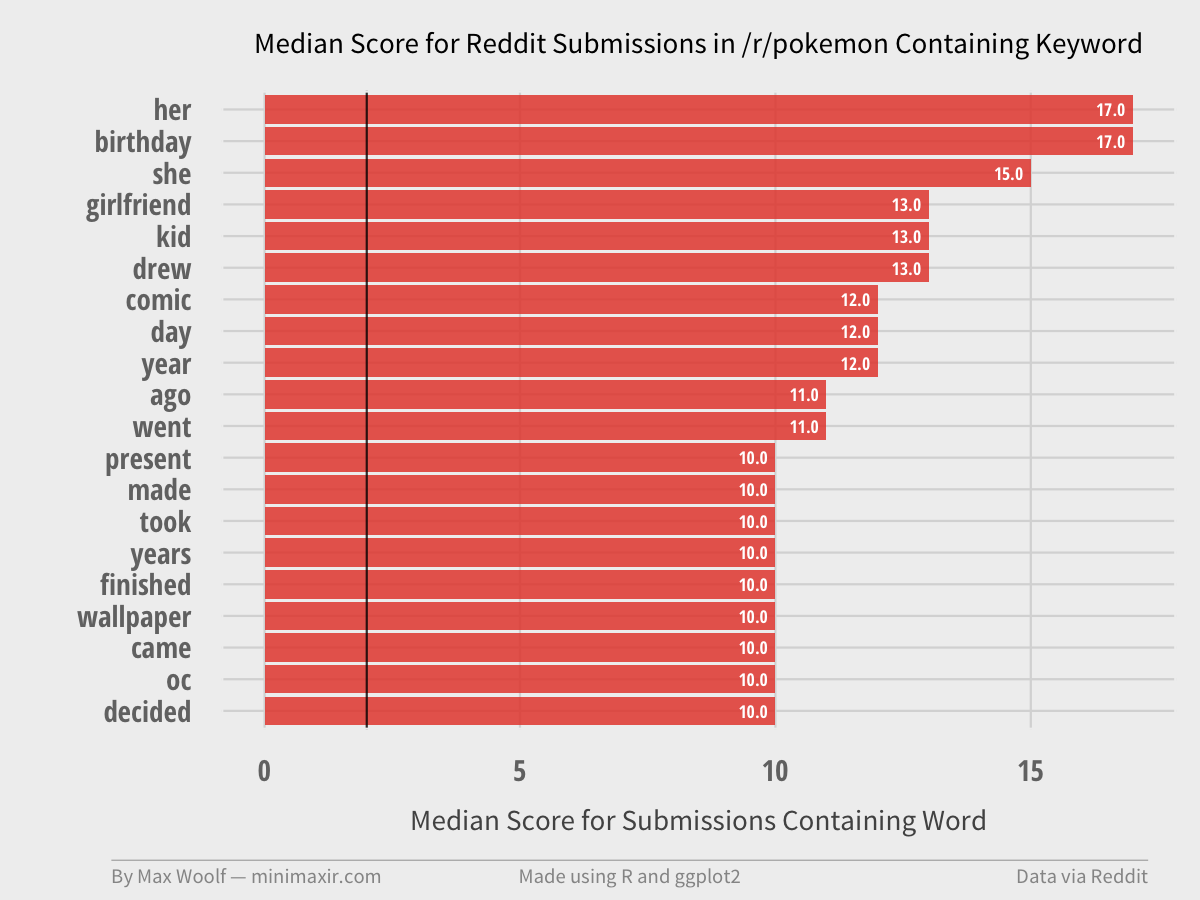 Median Score for Reddit Submissions in /r/pokemon Containing Keyword
her 17.0
birthday 17.0
she 15.0
girlfriend 13.0
kid 13.0
drew 13.0
comic 12.0
day 12.0
year 12.0
ago 11.0
went 11.0
present 10.0
made 10.0
took 10.0
years 10.0
finished 10.0
wallpaper 10.0
came 10.0
oc 10.0
decided 10.0
0 5 10 15
Median Score for Submissions Containing Word
By Max Woolf — minimaxir.com Made using R and ggplot2 Data via Reddit